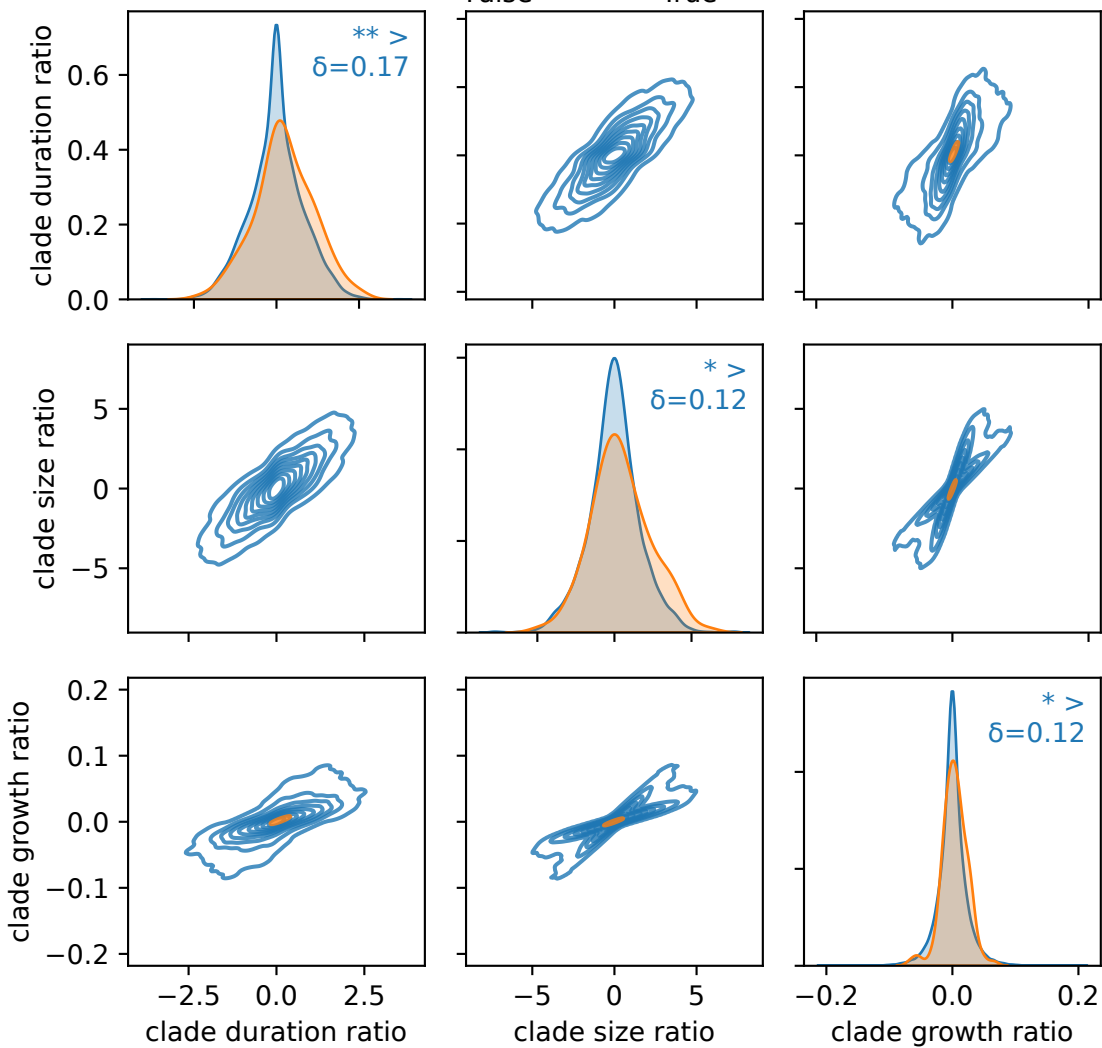 False True
clade duration ratio
0.6
0.4
0.2
0.0
** >
δ=0.17
clade size ratio
5
0
−5
* >
δ=0.12
clade growth ratio
0.2
0.1
0.0
−0.1
−0.2
* >
δ=0.12
−2.5 0.0 2.5
−5 0 5
−0.2 0.0 0.2
clade duration ratio
clade size ratio
clade growth ratio